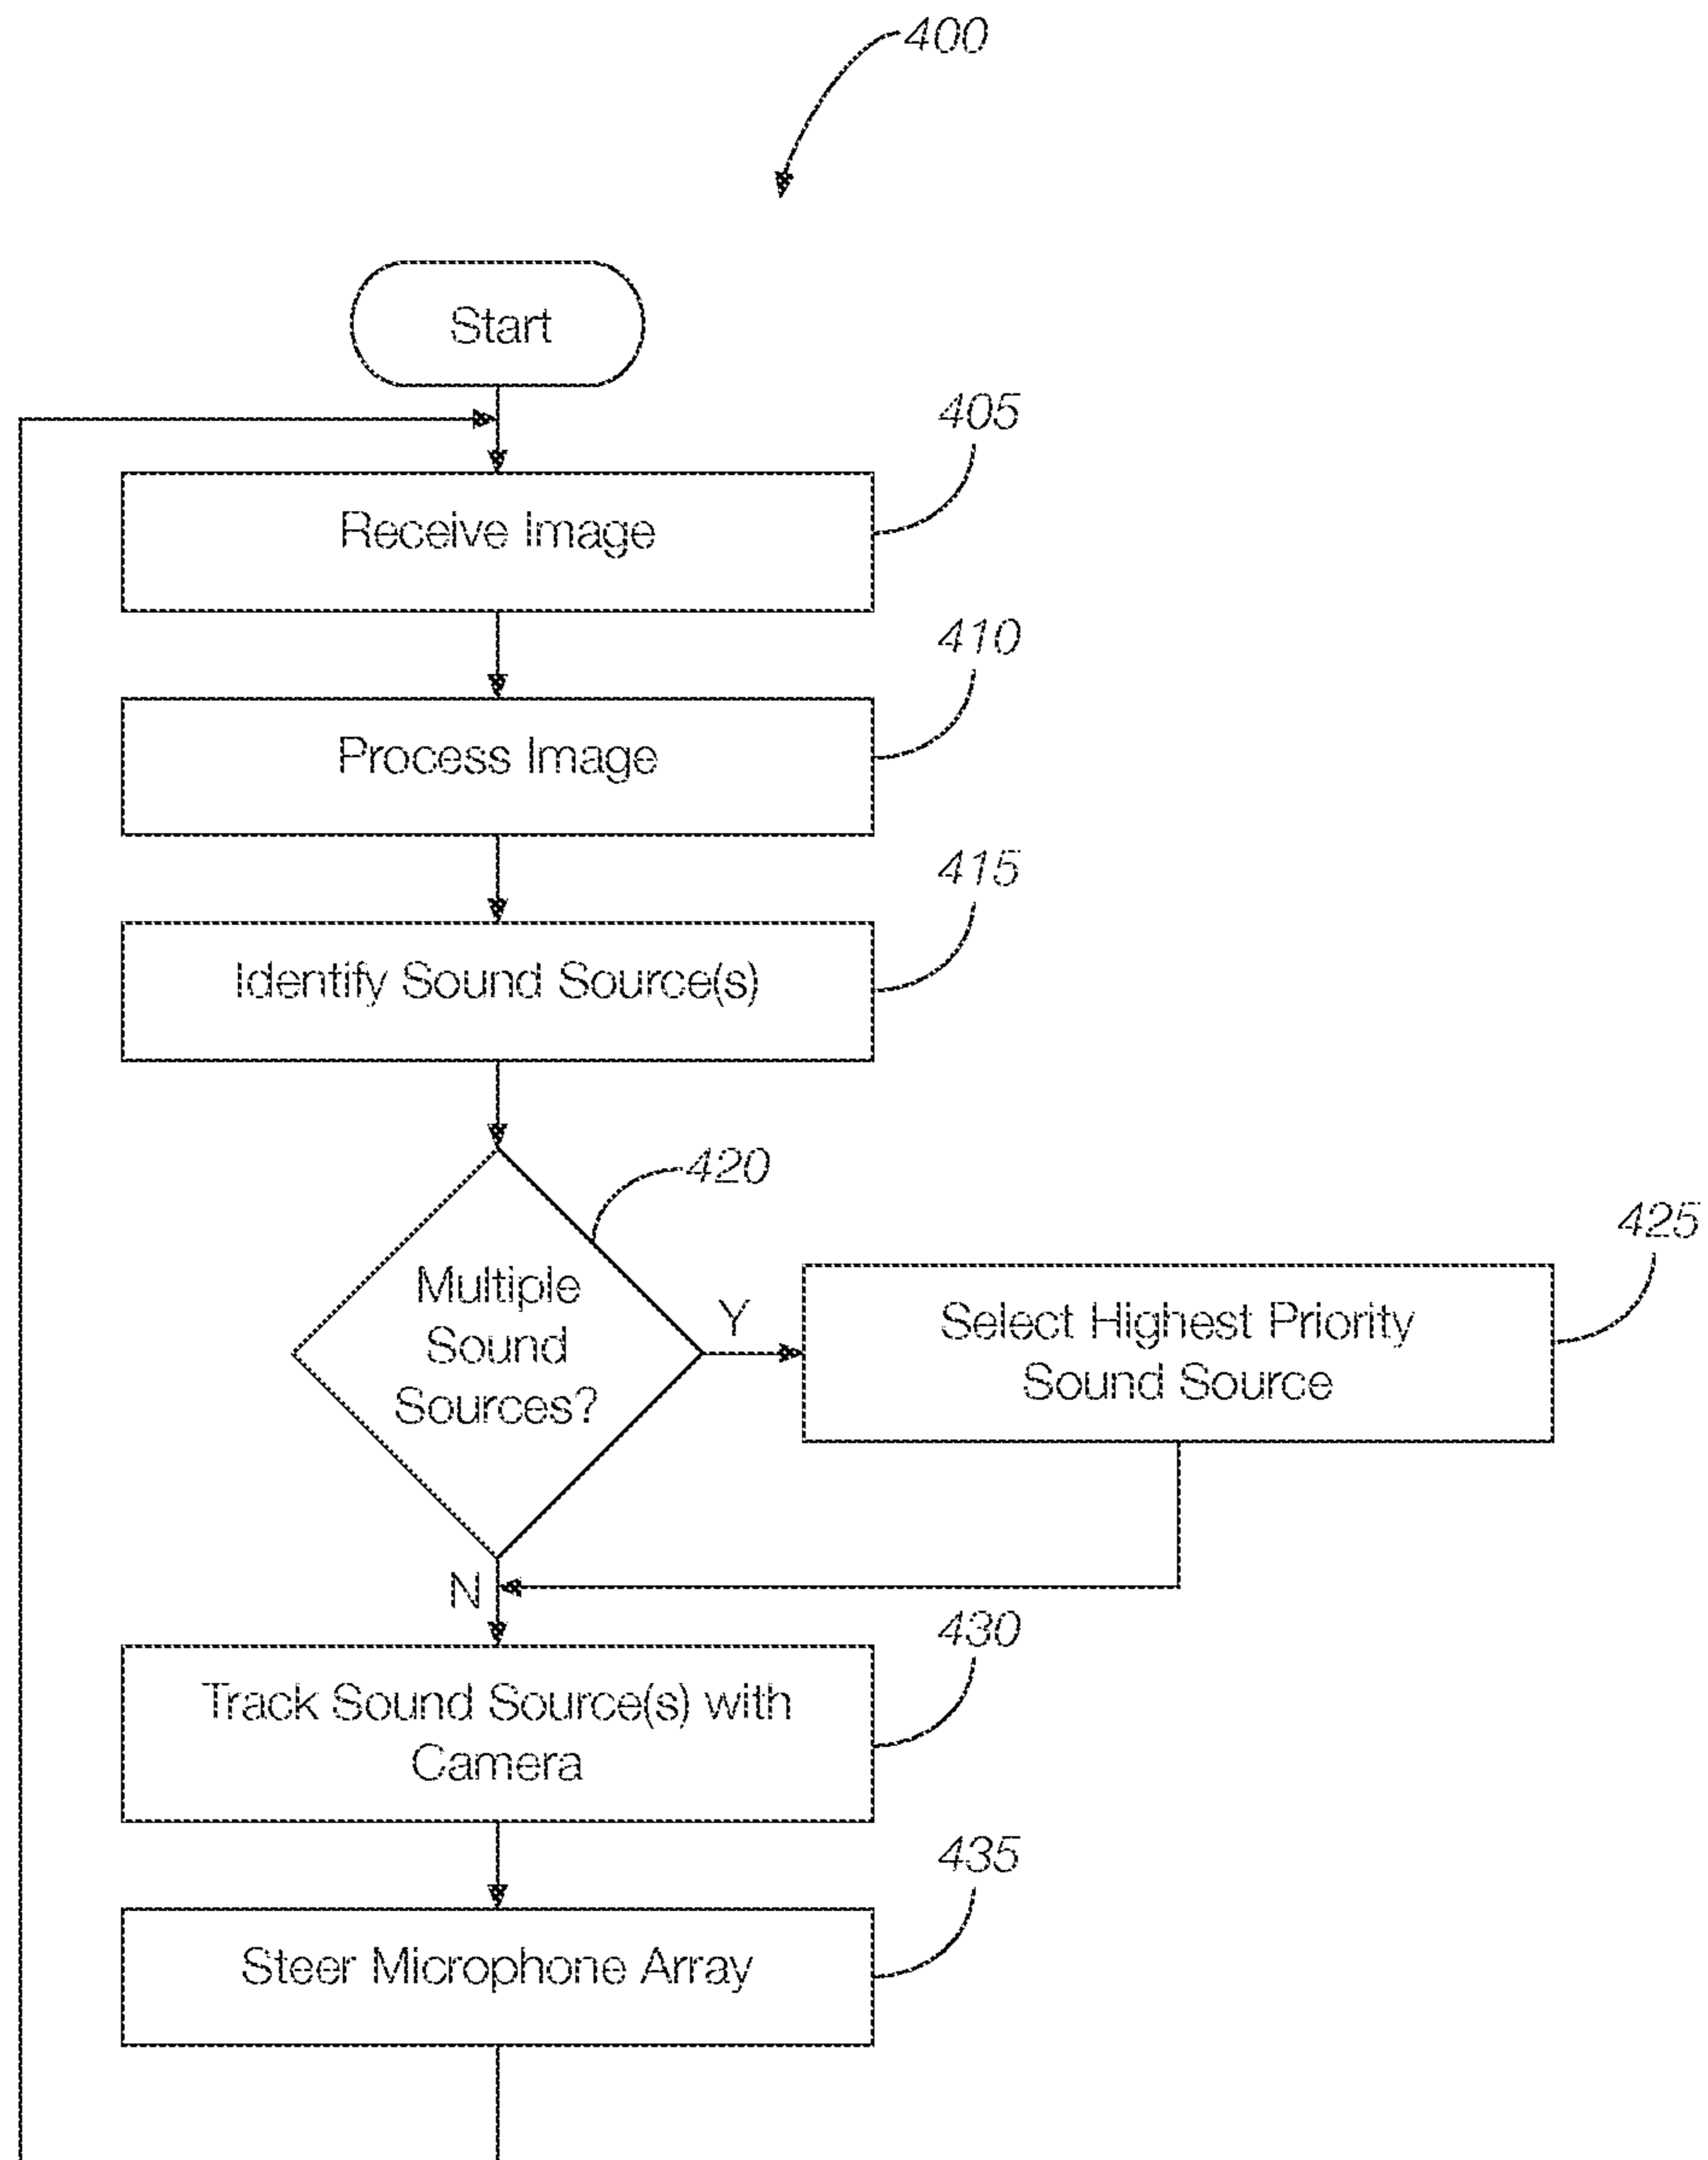 400
Start
405
Receive Image
410
Process Image
415
Identify Sound Source(s)
420
Multiple
Sound
Sources?
Y
425
Select Highest Priority
Sound Source
N
430
Track Sound Source(s) with
Camera
435
Steer Microphone Array